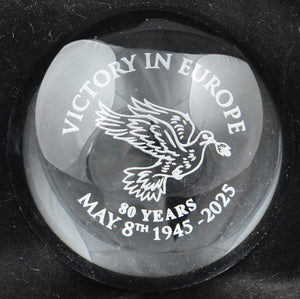 VICTORY IN EUROPE
80 YEARS
MAY 8TH 1945 - 2025